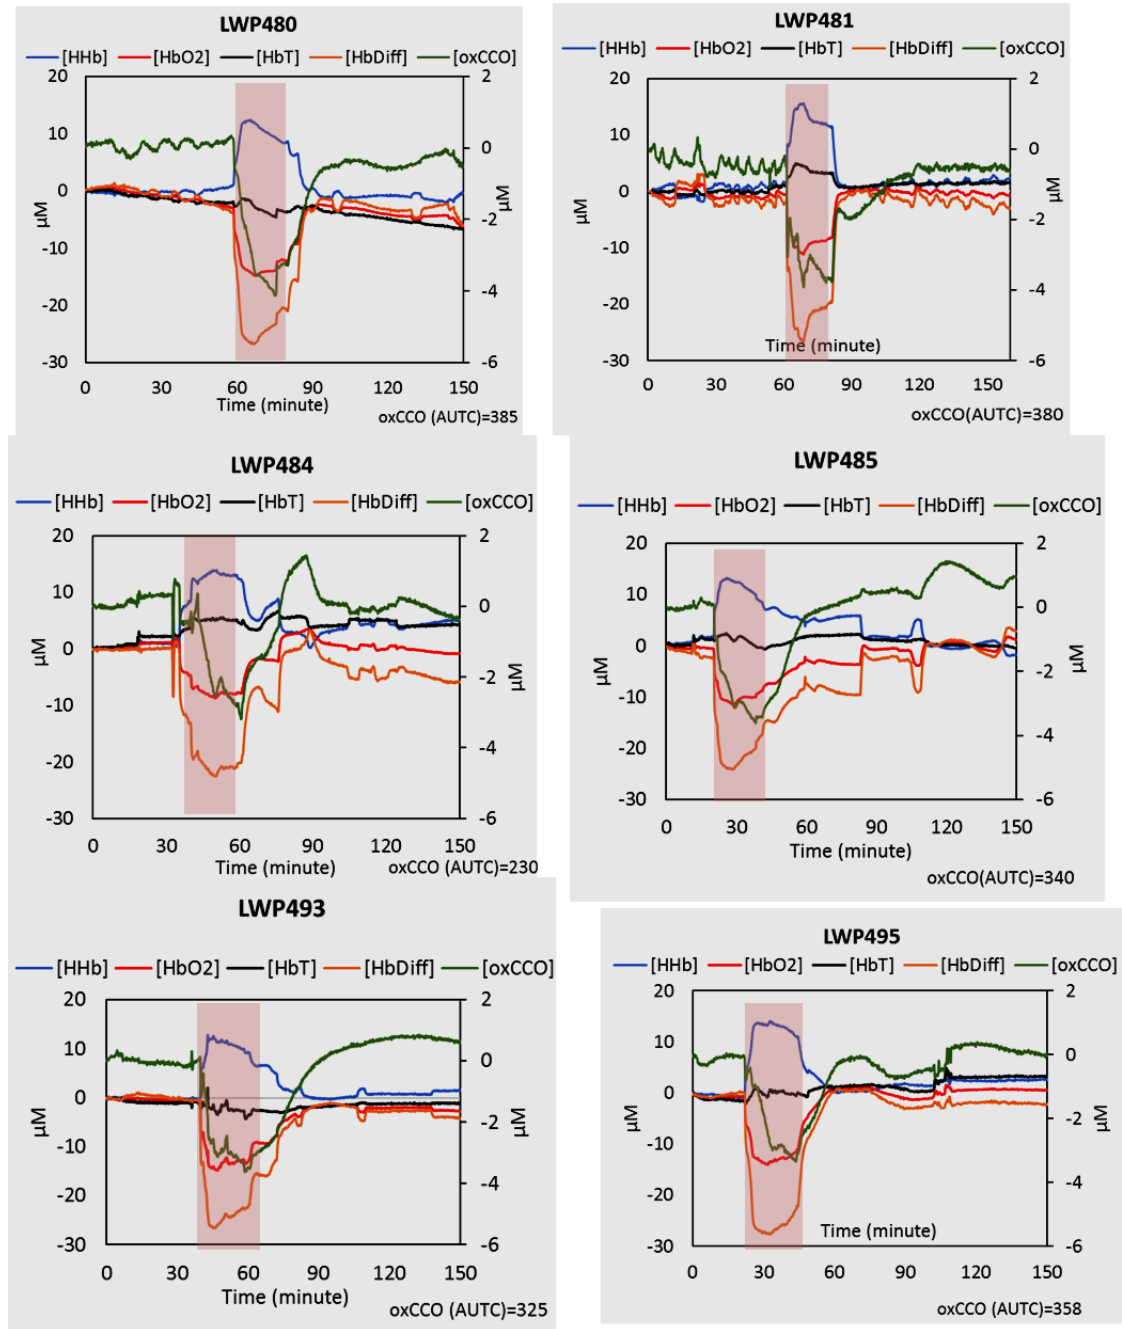 LWP480
[HHb] [HbO2] [HbT] [HbDiff] [oxCCO]
20 2
10 0
0
-2
-10
-4
-20
-30 -6
µM
µM
0 30 60 90 120 150
Time (minute)
oxCCO (AUTC)=385
LWP481
[HHb] [HbO2] [HbT] [HbDiff] [oxCCO]
20 2
10 0
0
-2
-10
-4
-20
-30 -6
µM
µM
Time (minute)
0 30 60 90 120 150
oxCCO(AUTC)=380
LWP484
[HHb] [HbO2] [HbT] [HbDiff] [oxCCO]
20 2
10 0
0
-2
-10
-4
-20
-30 -6
µM
µM
0 30 60 90 120 150
Time (minute)
oxCCO (AUTC)=230
LWP485
[HHb] [HbO2] [HbT] [HbDiff] [oxCCO]
20 2
10 0
0
-2
-10
-4
-20
-30 -6
µM
µM
0 30 60 90 120 150
Time (minute)
oxCCO(AUTC)=340
LWP493
[HHb] [HbO2] [HbT] [HbDiff] [oxCCO]
20 2
10 0
0
-2
-10
-4
-20
-30 -6
µM
µM
0 30 60 90 120 150
Time (minute)
oxCCO (AUTC)=325
LWP495
[HHb] [HbO2] [HbT] [HbDiff] [oxCCO]
20 2
10 0
0
-2
-10
-4
-20
-30 -6
µM
µM
Time (minute)
0 30 60 90 120 150
oxCCO (AUTC)=358